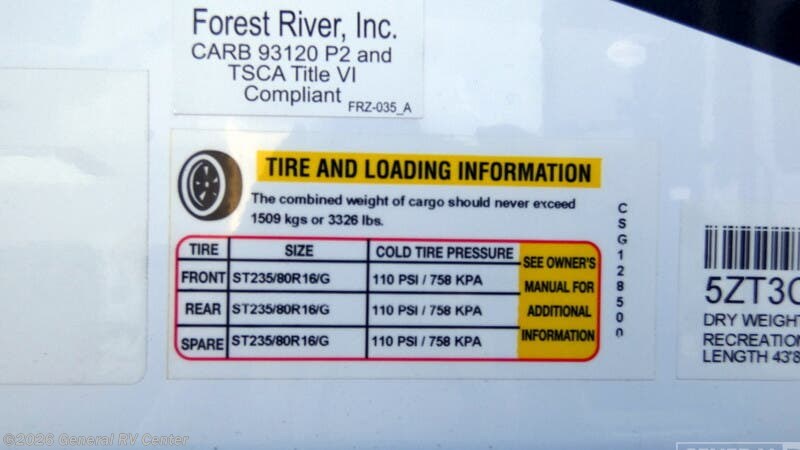 Forest River, Inc.
CARB 93120 P2 and
TSCA Title VI
Compliant FRZ-035_A
TIRE AND LOADING INFORMATION
The combined weight of cargo should never exceed
1509 kgs or 3326 lbs.
TIRE SIZE COLD TIRE PRESSURE
FRONT ST235/80R16/G 110 PSI / 758 KPA
REAR ST235/80R16/G 110 PSI / 758 KPA
SPARE ST235/80R16/G 110 PSI / 758 KPA
SEE OWNER'S
MANUAL FOR
ADDITIONAL
INFORMATION
CSG128500
5ZT3C
DRY WEIGHT
RECREATION
LENGTH 43'8
©2026 General RV Center